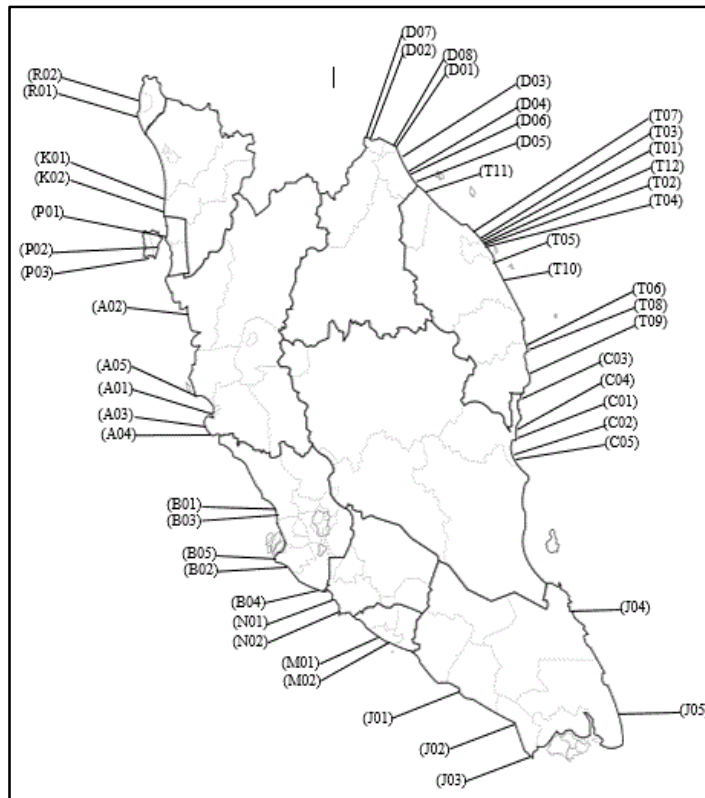 (D07)
(D02)
(D08)
(D01)
(R02)
(R01)
(D03)
(D04)
(D06)
(D05)
(T07)
(T03)
(T01)
(T12)
(T02)
(T04)
(T11)
(K01)
(K02)
(P01)
(P02)
(P03)
(T05)
(T10)
(A02)
(T06)
(T08)
(T09)
(C03)
(C04)
(C01)
(C02)
(C05)
(A05)
(A01)
(A03)
(A04)
(B01)
(B03)
(B05)
(B02)
(B04)
(N01)
(N02)
(J04)
(M01)
(M02)
(J01)
(J05)
(J02)
(J03)